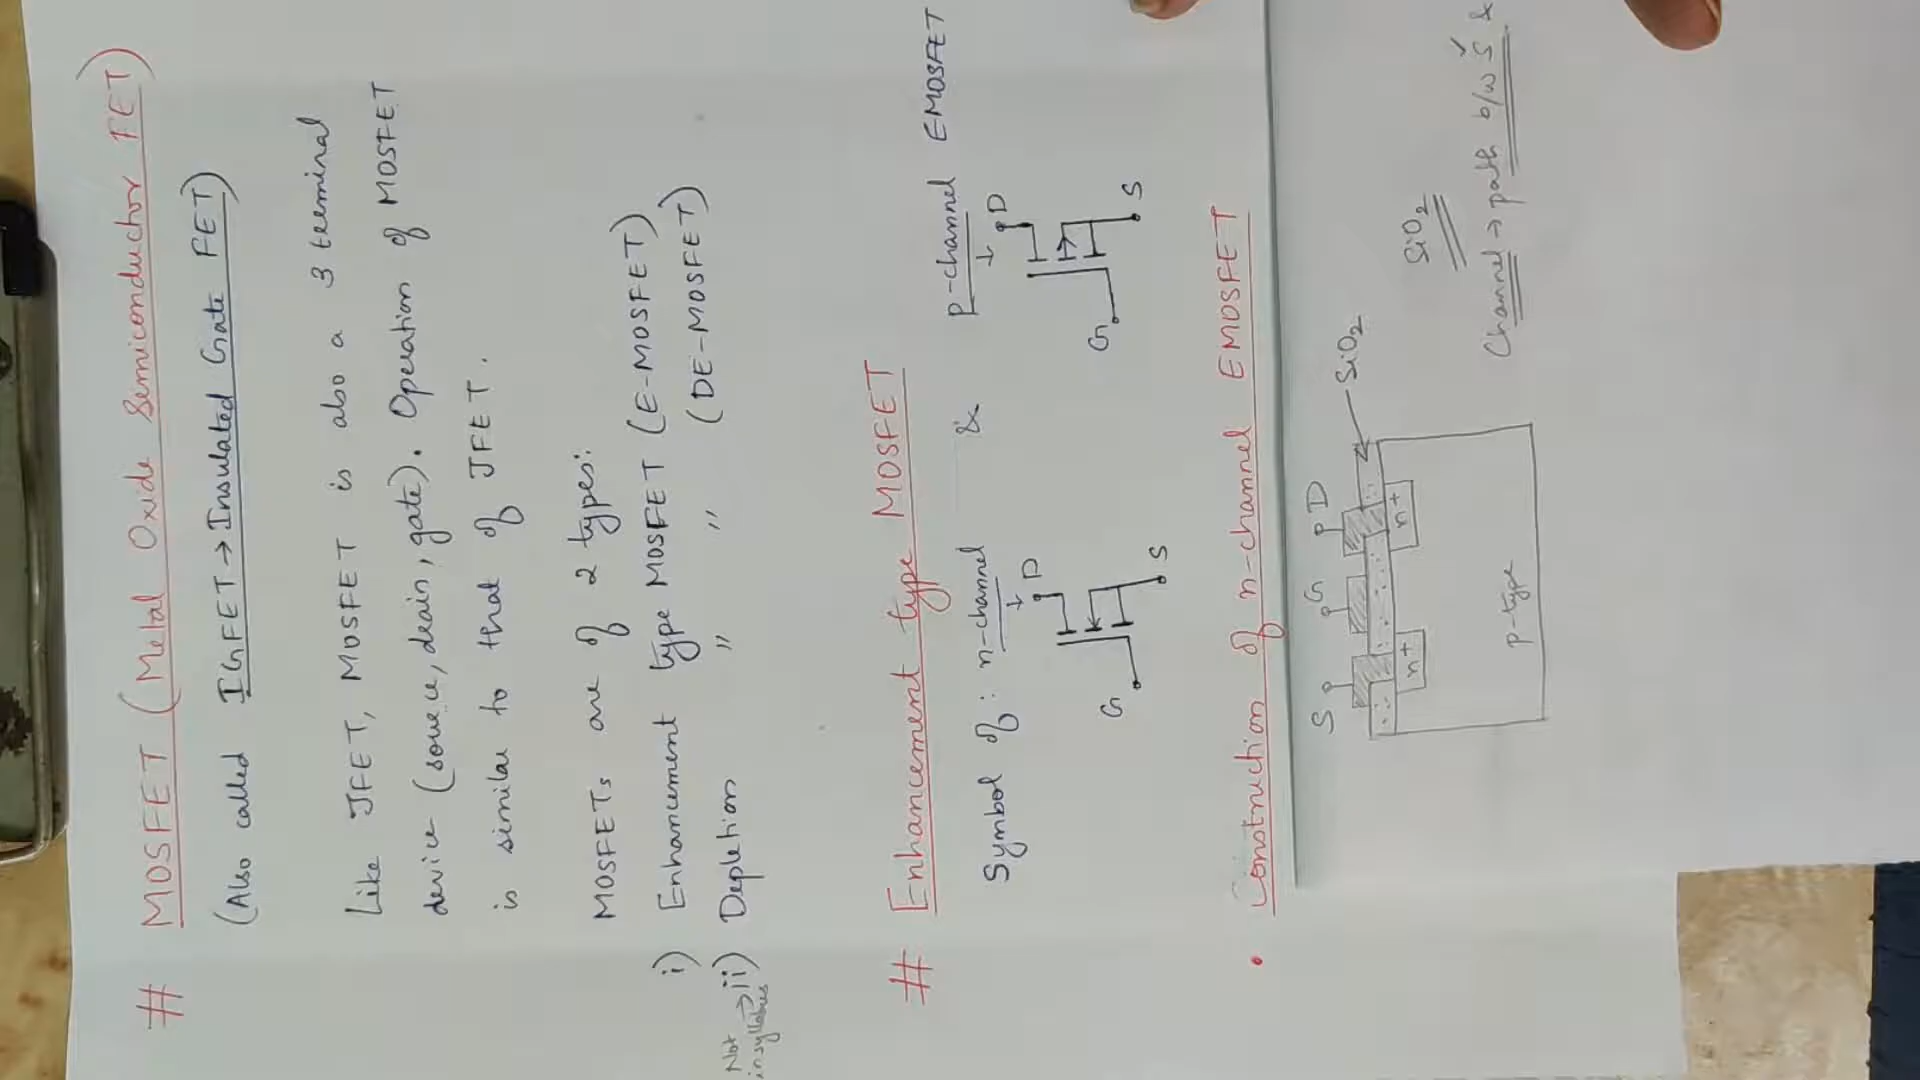 # MOSFET (Metal Oxide Semiconductor FET)
(Also called IGFET → Insulated Gate FET)
Like JFET, MOSFET is also a 3 terminal
device (source, drain, gate). Operation of MOSFET
is similar to that of JFET.
MOSFETs are of 2 types:
i) Enhancement type MOSFET (E-MOSFET)
Not in syllabus → ii) Depletion " " (DE-MOSFET)
# Enhancement type MOSFET
Symbol of: n-channel & p-channel EMOSFET
G D S
G D S
• Construction of n-channel EMOSFET
S G D
SiO2
n+ n+
p-type
SiO2
Channel → path b/w S &